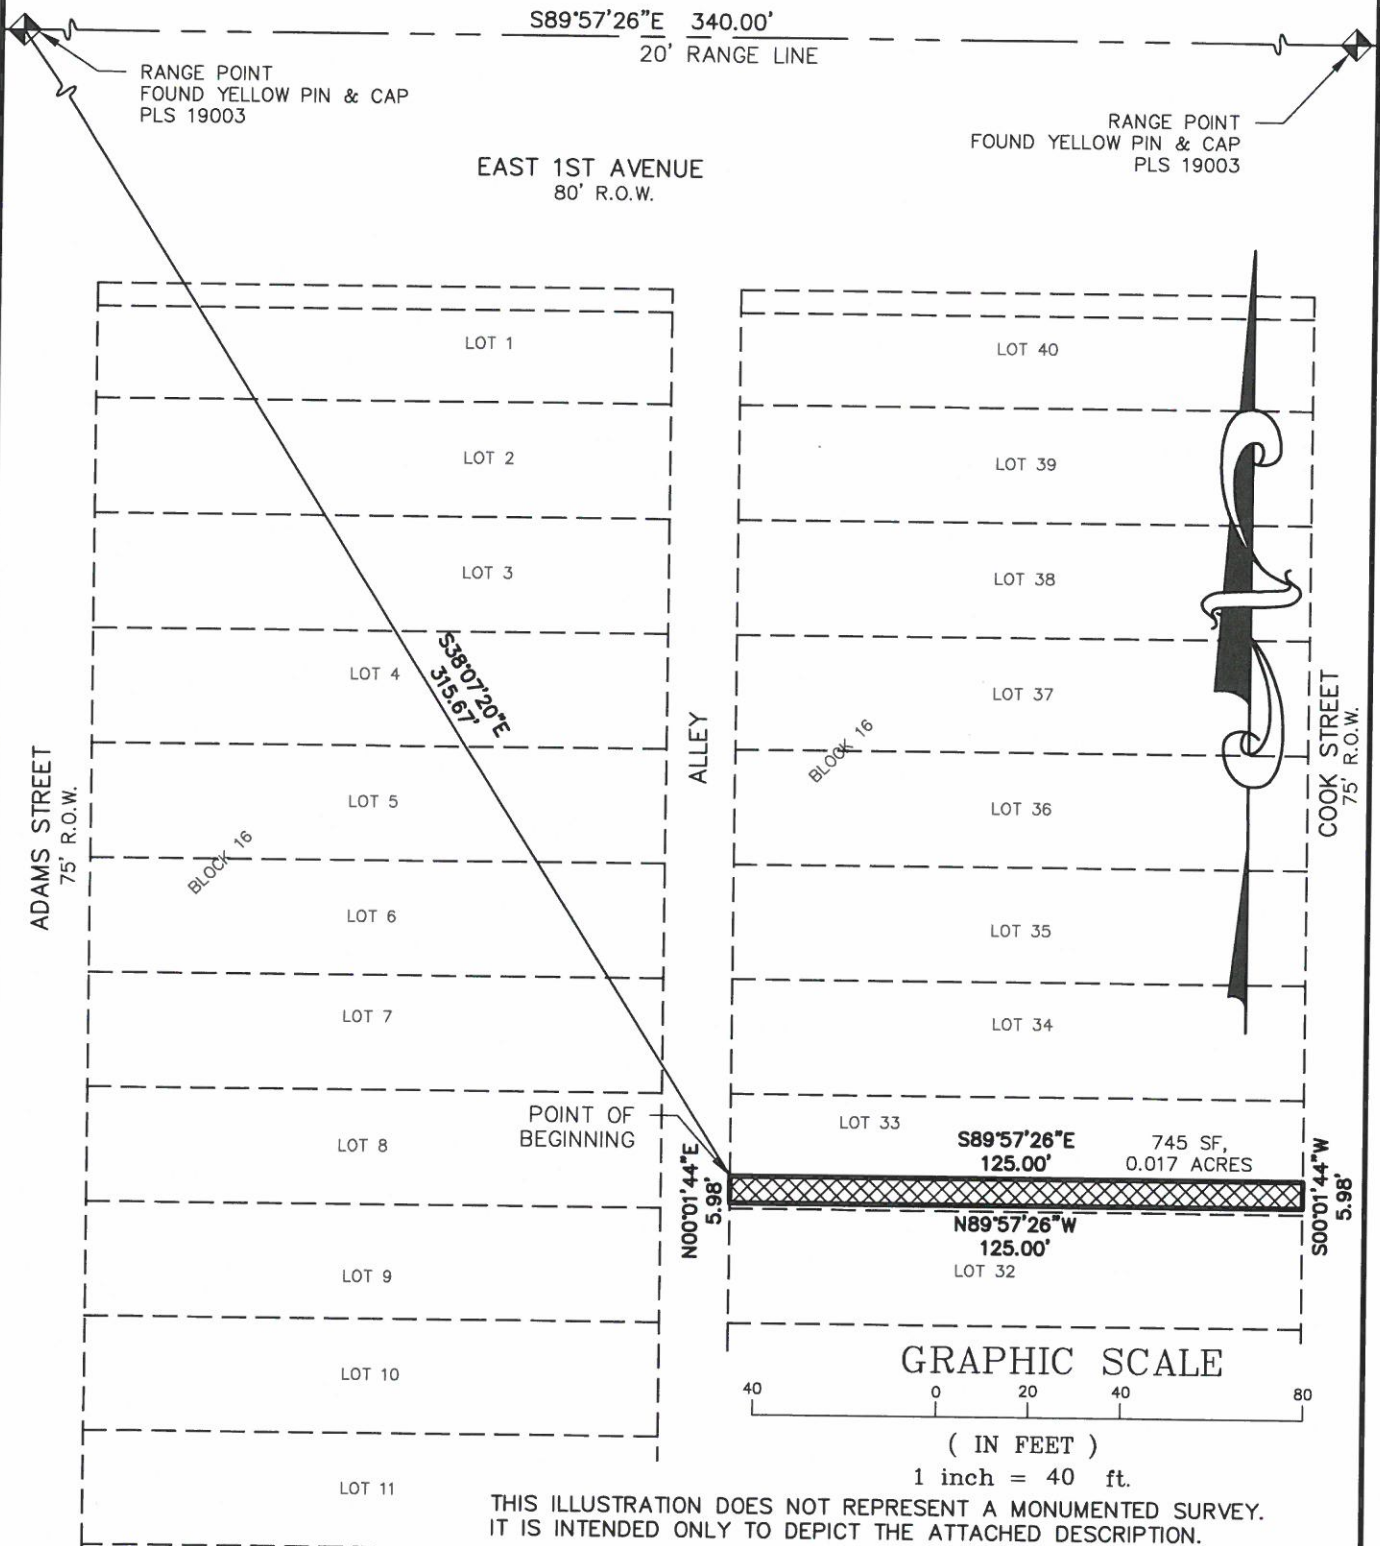 S89°57'26"E 340.00'
20' RANGE LINE
RANGE POINT
FOUND YELLOW PIN & CAP
PLS 19003
RANGE POINT
FOUND YELLOW PIN & CAP
PLS 19003
EAST 1ST AVENUE
80' R.O.W.
LOT 1
LOT 2
LOT 3
LOT 4
S38°07'20"E
315.67'
LOT 5
BLOCK 16
LOT 6
LOT 7
LOT 8
LOT 9
LOT 10
LOT 11
ADAMS STREET
75' R.O.W.
ALLEY
LOT 40
LOT 39
LOT 38
LOT 37
BLOCK 16
LOT 36
LOT 35
LOT 34
LOT 33
COOK STREET
75' R.O.W.
POINT OF
BEGINNING
N00°01'44"E
5.98'
S89°57'26"E
125.00'
745 SF,
0.017 ACRES
S00°01'44"W
5.98'
N89°57'26"W
125.00'
LOT 32
GRAPHIC SCALE
40 0 20 40 80
( IN FEET )
1 inch = 40 ft.
THIS ILLUSTRATION DOES NOT REPRESENT A MONUMENTED SURVEY.
IT IS INTENDED ONLY TO DEPICT THE ATTACHED DESCRIPTION.